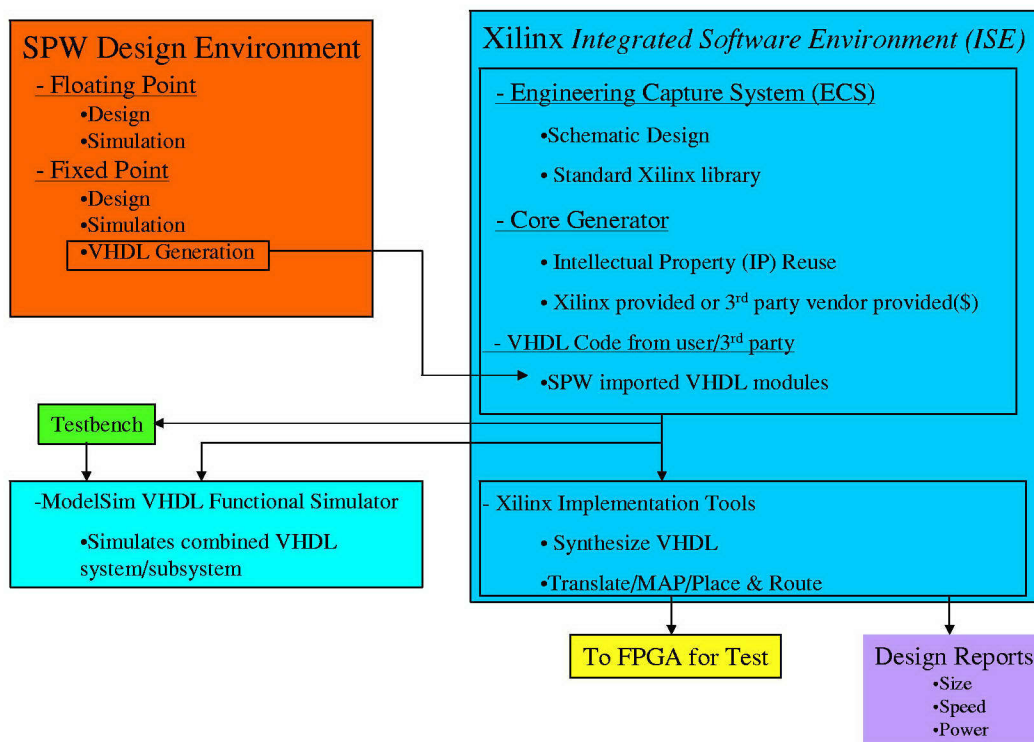 SPW Design Environment
- Floating Point
•Design
•Simulation
- Fixed Point
•Design
•Simulation
•VHDL Generation
Xilinx Integrated Software Environment (ISE)
- Engineering Capture System (ECS)
•Schematic Design
• Standard Xilinx library
- Core Generator
• Intellectual Property (IP) Reuse
• Xilinx provided or 3rd party vendor provided($)
- VHDL Code from user/3rd party
•SPW imported VHDL modules
Testbench
-ModelSim VHDL Functional Simulator
•Simulates combined VHDL
system/subsystem
- Xilinx Implementation Tools
• Synthesize VHDL
•Translate/MAP/Place & Route
To FPGA for Test
Design Reports
•Size
•Speed
•Power